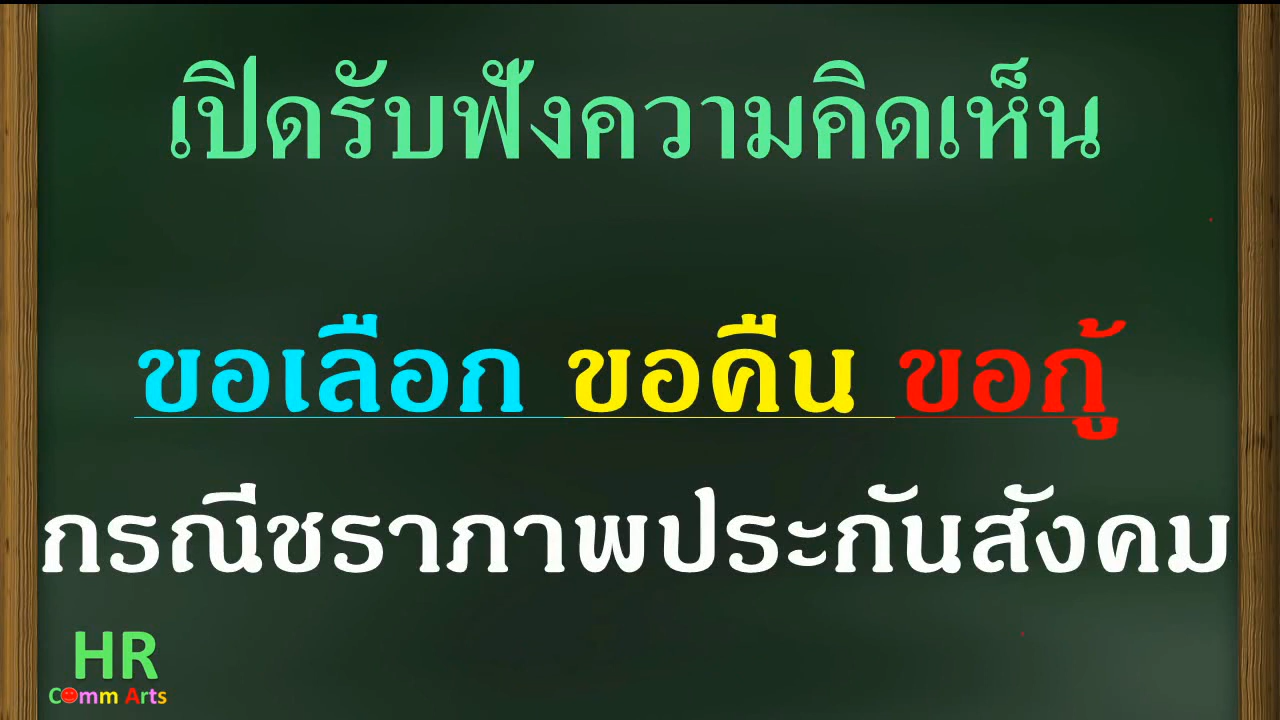 เปิดรับฟังความคิดเห็น
ขอเลือก ขอคืน ขอกู้
กรณีชราภาพประกันสังคม
HR
Comm Arts